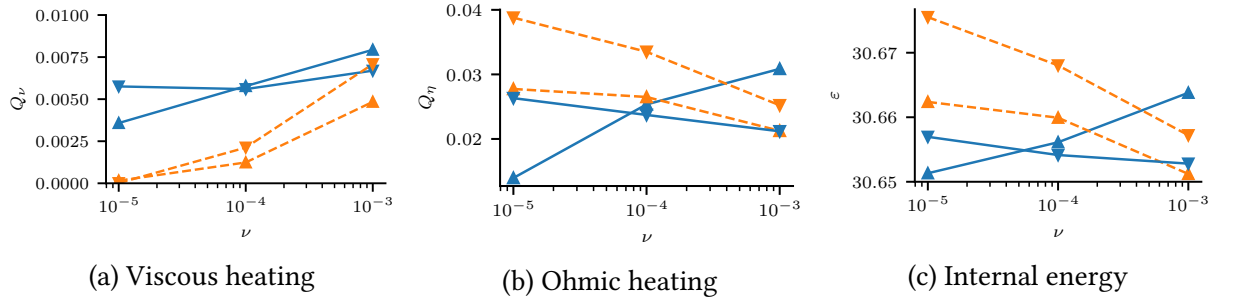 0.0100
0.0075
0.0050
0.0025
0.0000
Q_ν
10⁻⁵
10⁻⁴
10⁻³
ν
(a) Viscous heating
0.04
0.03
0.02
Q_η
10⁻⁵
10⁻⁴
10⁻³
ν
(b) Ohmic heating
30.67
30.66
30.65
ε
10⁻⁵
10⁻⁴
10⁻³
ν
(c) Internal energy